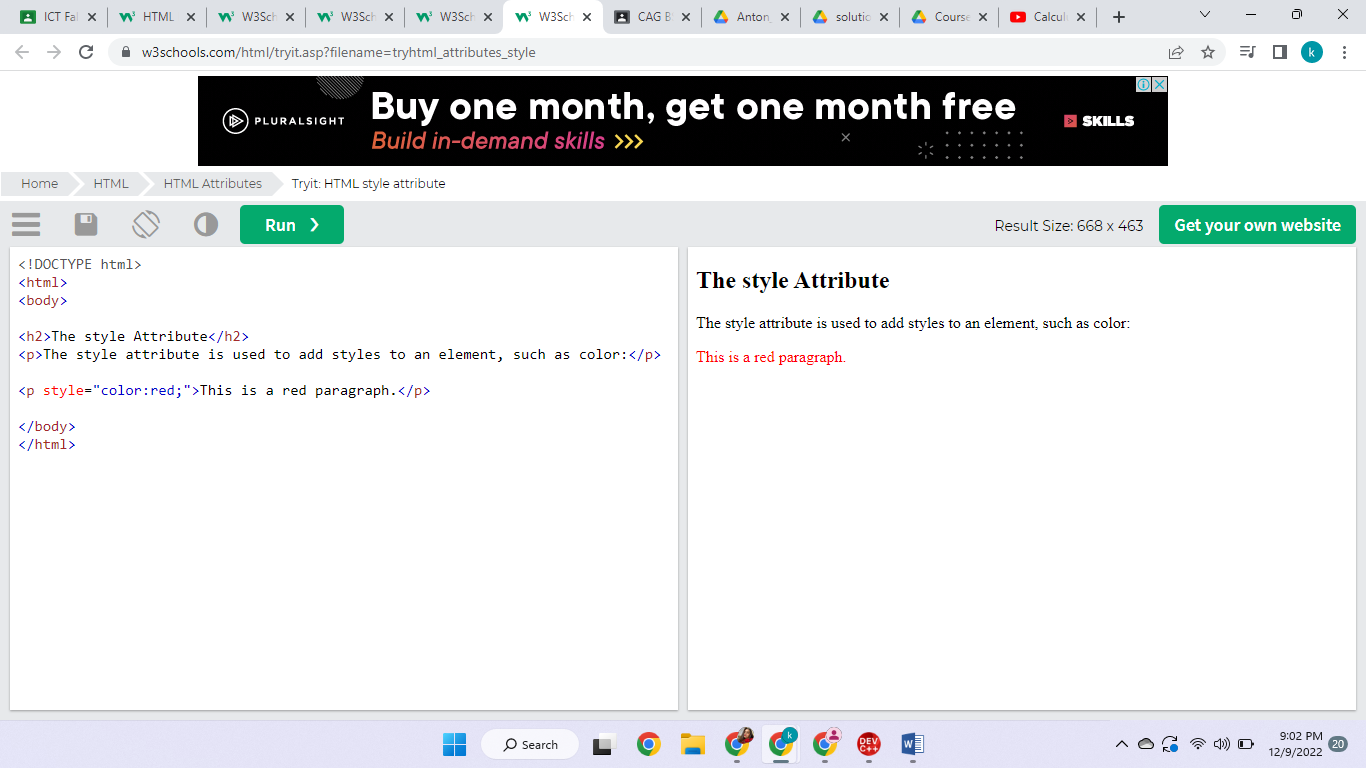 ICT Fal
HTML
W3Sch
W3Sch
W3Sch
W3Sch
CAG B
Anton
solutio
Course
Calcul
w3schools.com/html/tryit.asp?filename=tryhtml_attributes_style
k
PLURALSIGHT
Buy one month, get one month free
Build in-demand skills >>>
SKILLS
Home
HTML
HTML Attributes
Tryit: HTML style attribute
Run ❯
Result Size: 668 x 463
Get your own website
<!DOCTYPE html>
<html>
<body>
<h2>The style Attribute</h2>
<p>The style attribute is used to add styles to an element, such as color:</p>
<p style="color:red;">This is a red paragraph.</p>
</body>
</html>
The style Attribute
The style attribute is used to add styles to an element, such as color:
This is a red paragraph.
Search
k
DEV
C++
W
9:02 PM
12/9/2022
20